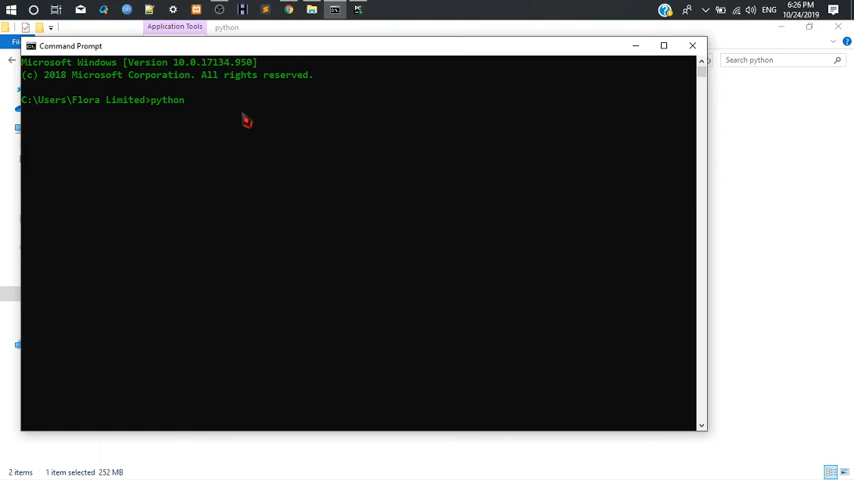 6:26 PM
ENG
10/24/2019
Application Tools
python
Command Prompt
Microsoft Windows [Version 10.0.17134.950]
(c) 2018 Microsoft Corporation. All rights reserved.
C:\Users\Flora Limited>python
Search python
2 items 1 item selected 252 MB